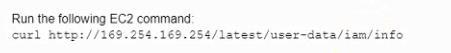 Run the following EC2 command:
curl http://169.254.169.254/latest/user-data/iam/info